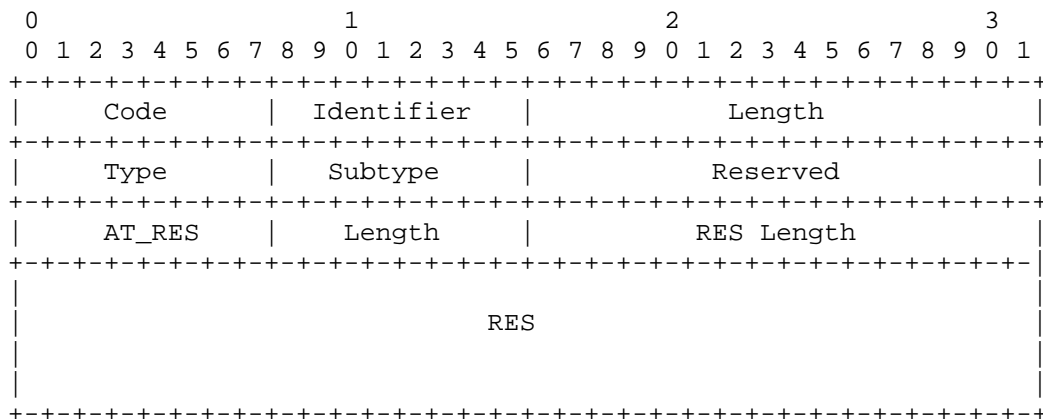 0                   1                   2                   3
 0 1 2 3 4 5 6 7 8 9 0 1 2 3 4 5 6 7 8 9 0 1 2 3 4 5 6 7 8 9 0 1
+-+-+-+-+-+-+-+-+-+-+-+-+-+-+-+-+-+-+-+-+-+-+-+-+-+-+-+-+-+-+-+-+
|     Code      |  Identifier   |            Length             |
+-+-+-+-+-+-+-+-+-+-+-+-+-+-+-+-+-+-+-+-+-+-+-+-+-+-+-+-+-+-+-+-+
|     Type      |   Subtype     |           Reserved            |
+-+-+-+-+-+-+-+-+-+-+-+-+-+-+-+-+-+-+-+-+-+-+-+-+-+-+-+-+-+-+-+-+
|     AT_RES    |    Length     |          RES Length           |
+-+-+-+-+-+-+-+-+-+-+-+-+-+-+-+-+-+-+-+-+-+-+-+-+-+-+-+-+-+-+-+-|
|                                                               |
|                             RES                               |
|                                                               |
|                                                               |
+-+-+-+-+-+-+-+-+-+-+-+-+-+-+-+-+-+-+-+-+-+-+-+-+-+-+-+-+-+-+-+-+